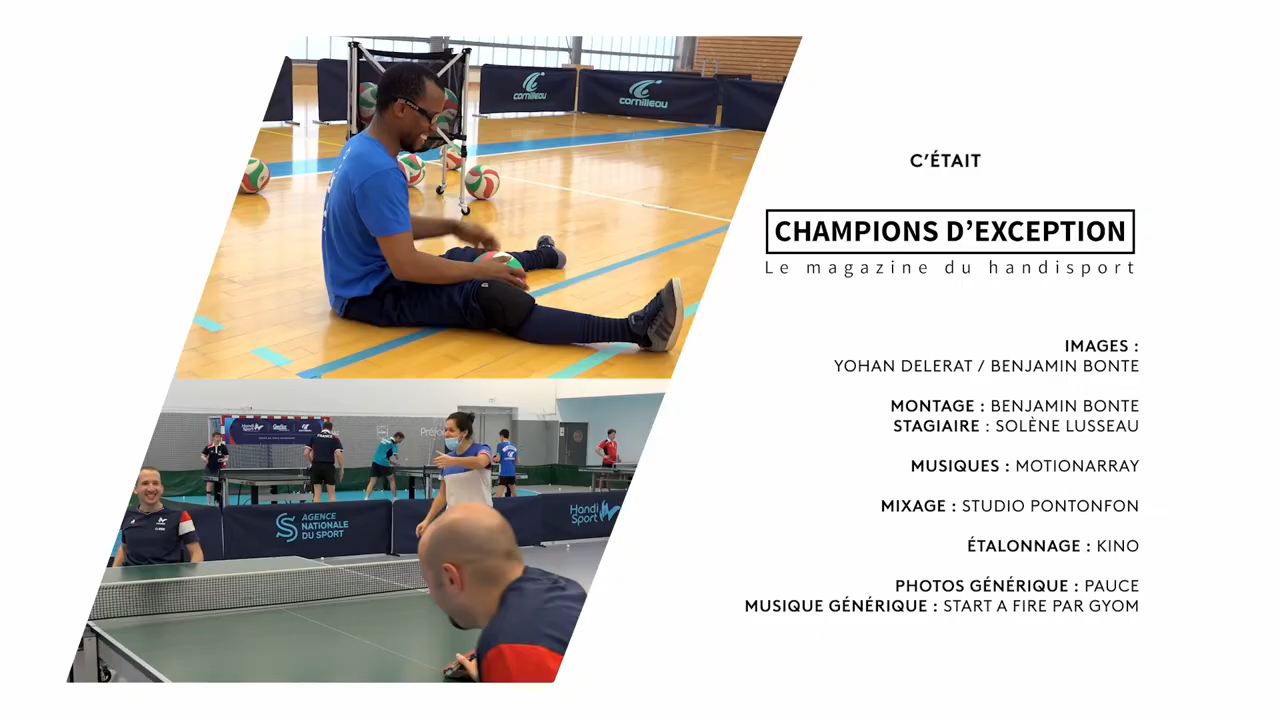 cornilleau
cornilleau
C'ÉTAIT
CHAMPIONS D'EXCEPTION
Le magazine du handisport
IMAGES :
YOHAN DELERAT / BENJAMIN BONTE
MONTAGE : BENJAMIN BONTE
STAGIAIRE : SOLÈNE LUSSEAU
MUSIQUES : MOTIONARRAY
MIXAGE : STUDIO PONTONFON
ÉTALONNAGE : KINO
PHOTOS GÉNÉRIQUE : PAUCE
MUSIQUE GÉNÉRIQUE : START A FIRE PAR GYOM
Handi
Sport
FRANCE
AGENCE
NATIONALE
DU SPORT
Handi
Sport